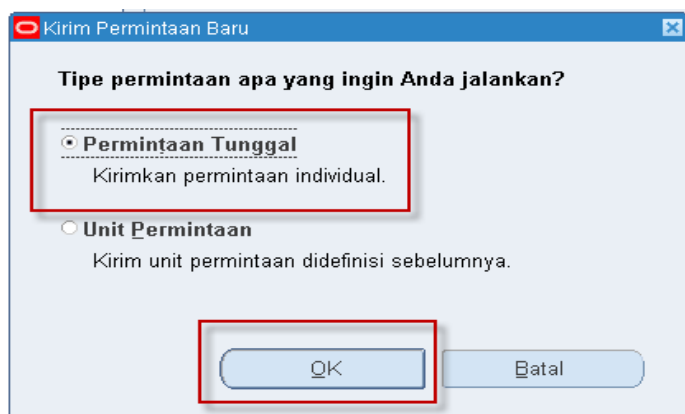 Kirim Permintaan Baru
Tipe permintaan apa yang ingin Anda jalankan?
Permintaan Tunggal
Kirimkan permintaan individual.
Unit Permintaan
Kirim unit permintaan didefinisi sebelumnya.
OK
Batal